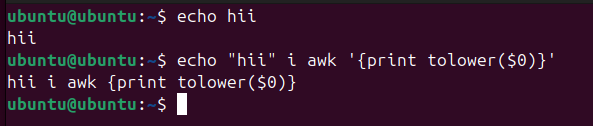 ubuntu@ubuntu:~$ echo hii
hii
ubuntu@ubuntu:~$ echo "hii" i awk '{print tolower($0)}'
hii i awk {print tolower($0)}
ubuntu@ubuntu:~$